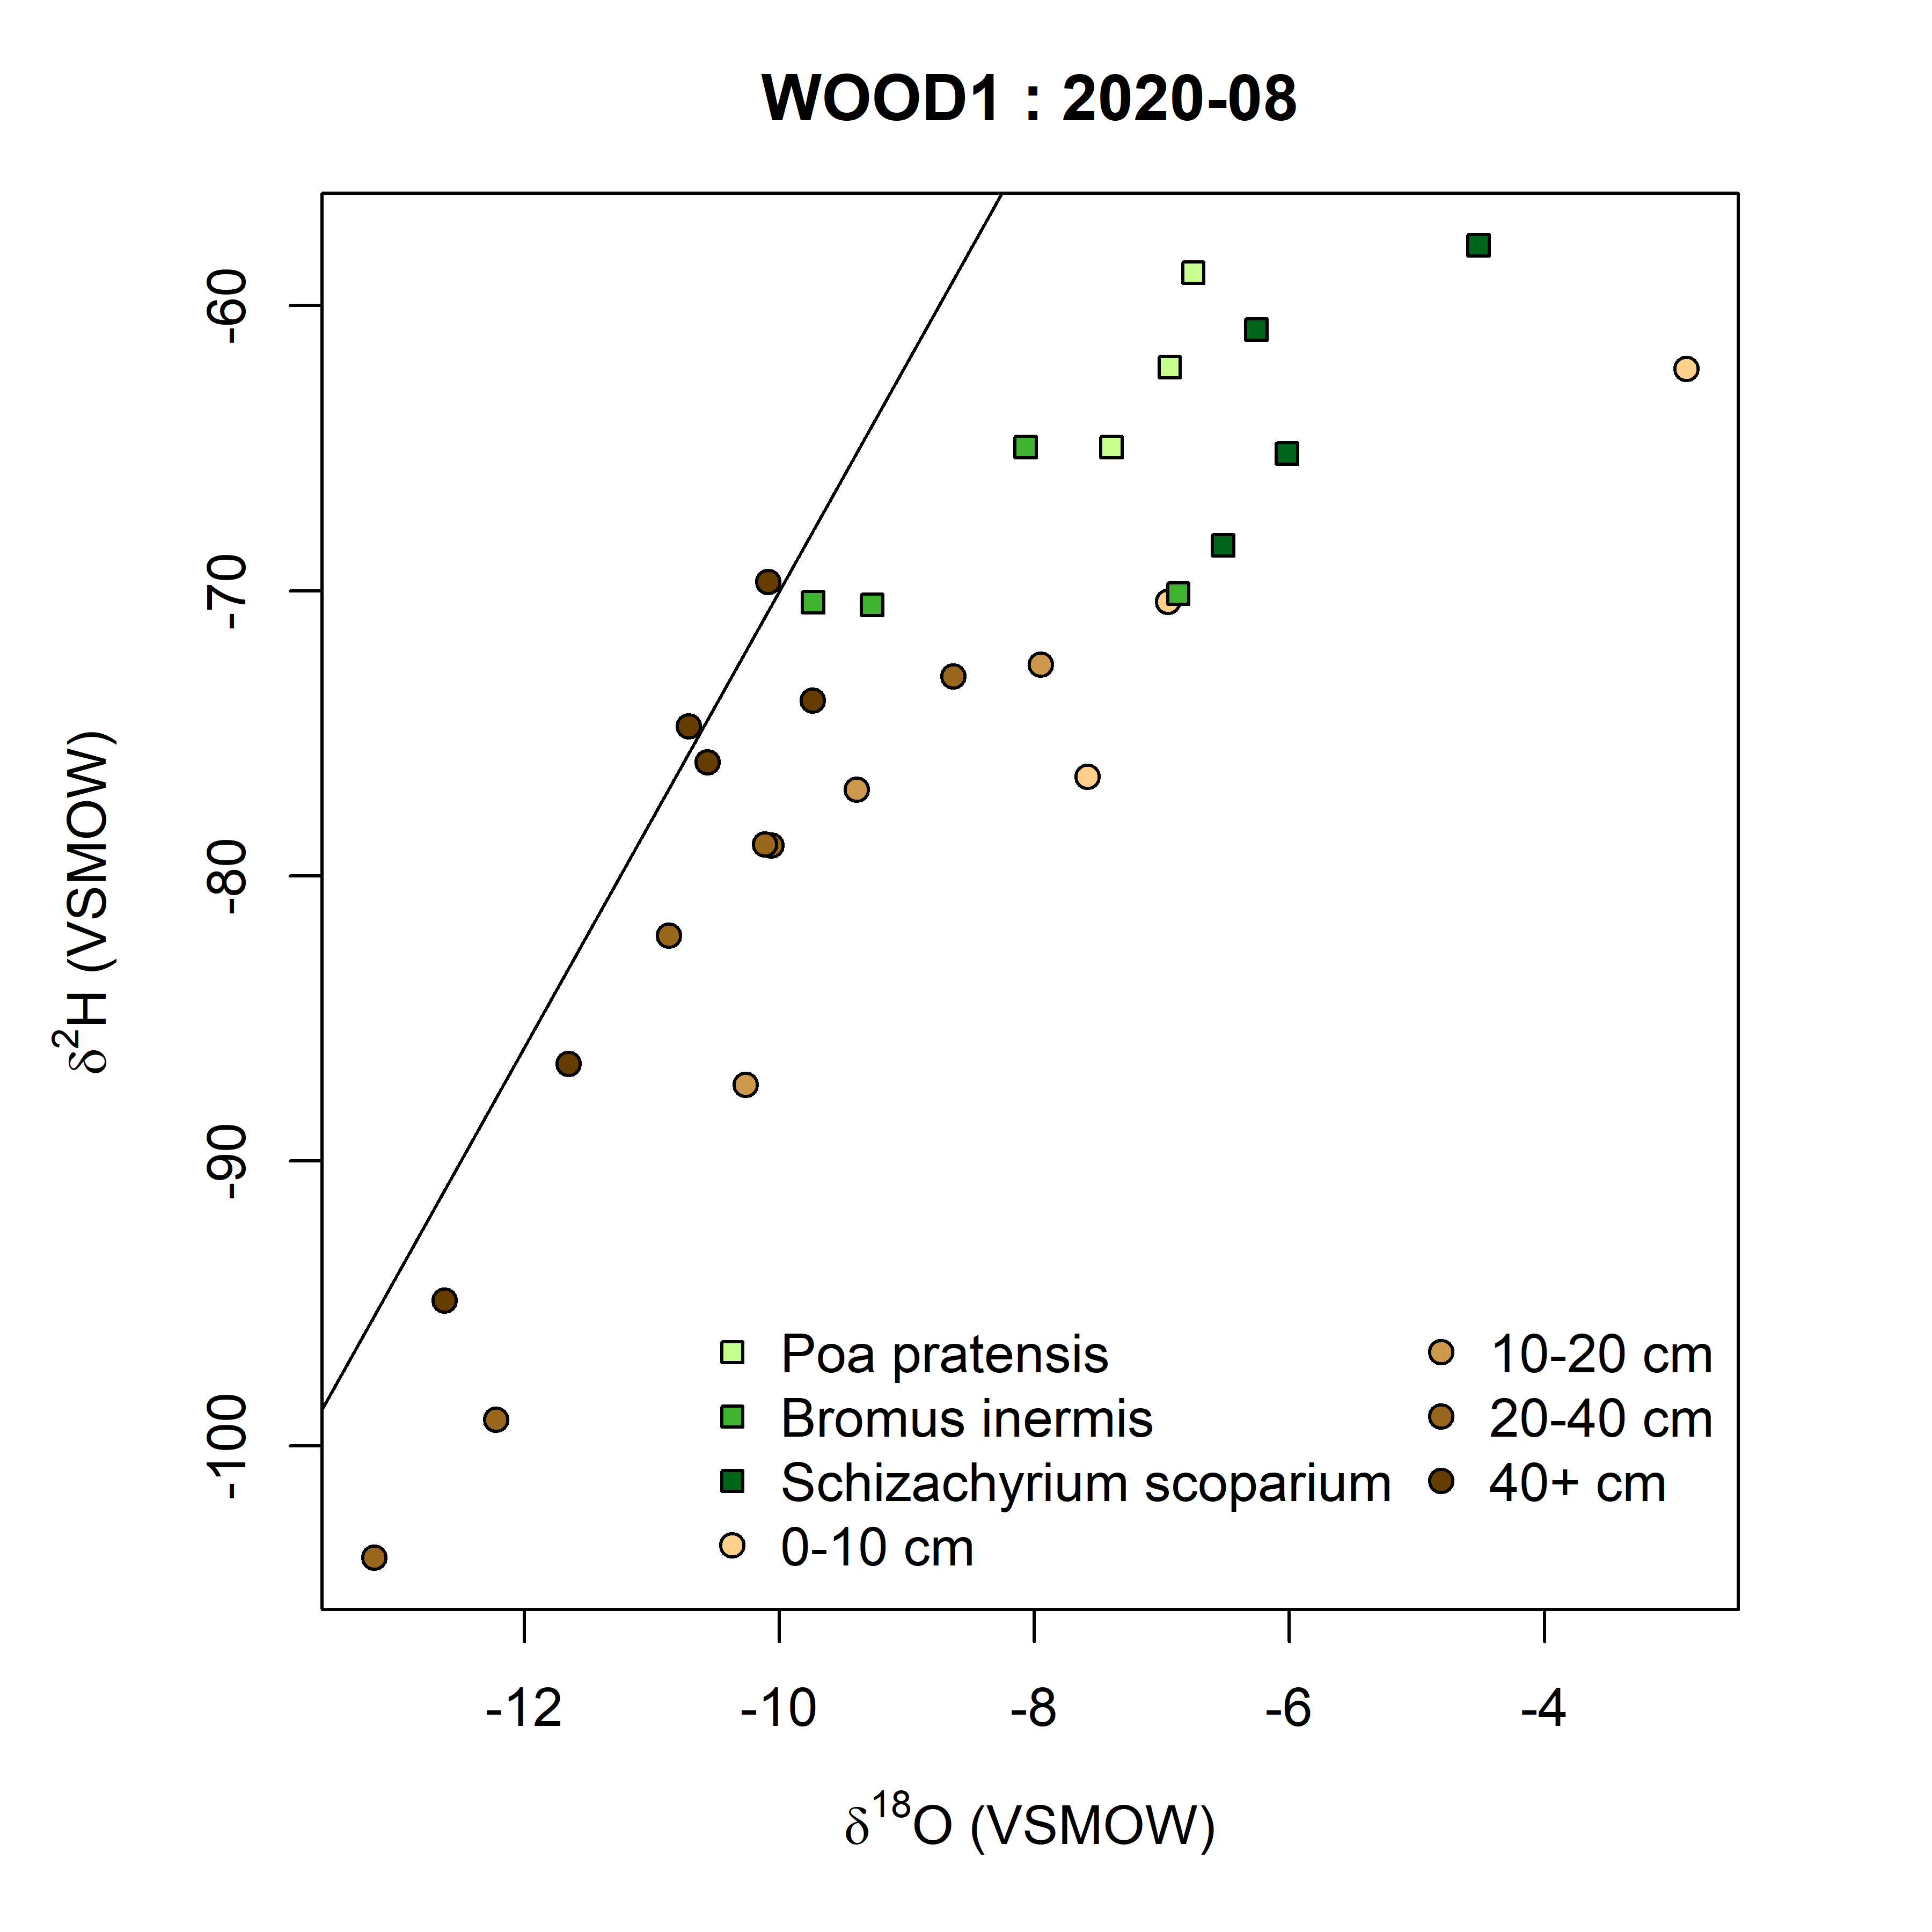 WOOD1 : 2020-08
δ²H (VSMOW)
-60
-70
-80
-90
-100
Poa pratensis
Bromus inermis
Schizachyrium scoparium
0-10 cm
10-20 cm
20-40 cm
40+ cm
-12 -10 -8 -6 -4
δ¹⁸O (VSMOW)